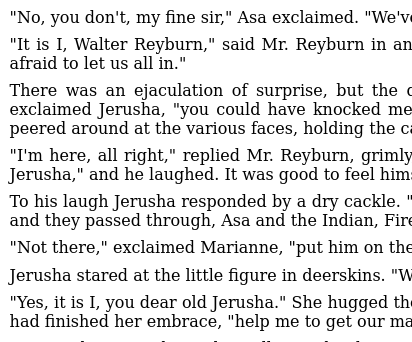 "No, you don't, my fine sir," Asa exclaimed. "We've
"It is I, Walter Reyburn," said Mr. Reyburn in an
afraid to let us all in."
There was an ejaculation of surprise, but the
exclaimed Jerusha, "you could have knocked me
peered around at the various faces, holding the
"I'm here, all right," replied Mr. Reyburn, grimly
Jerusha," and he laughed. It was good to feel
To his laugh Jerusha responded by a dry cackle.
and they passed through, Asa and the Indian,
"Not there," exclaimed Marianne, "put him on the
Jerusha stared at the little figure in deerskins.
"Yes, it is I, you dear old Jerusha." She hugged
had finished her embrace, "help me to get our